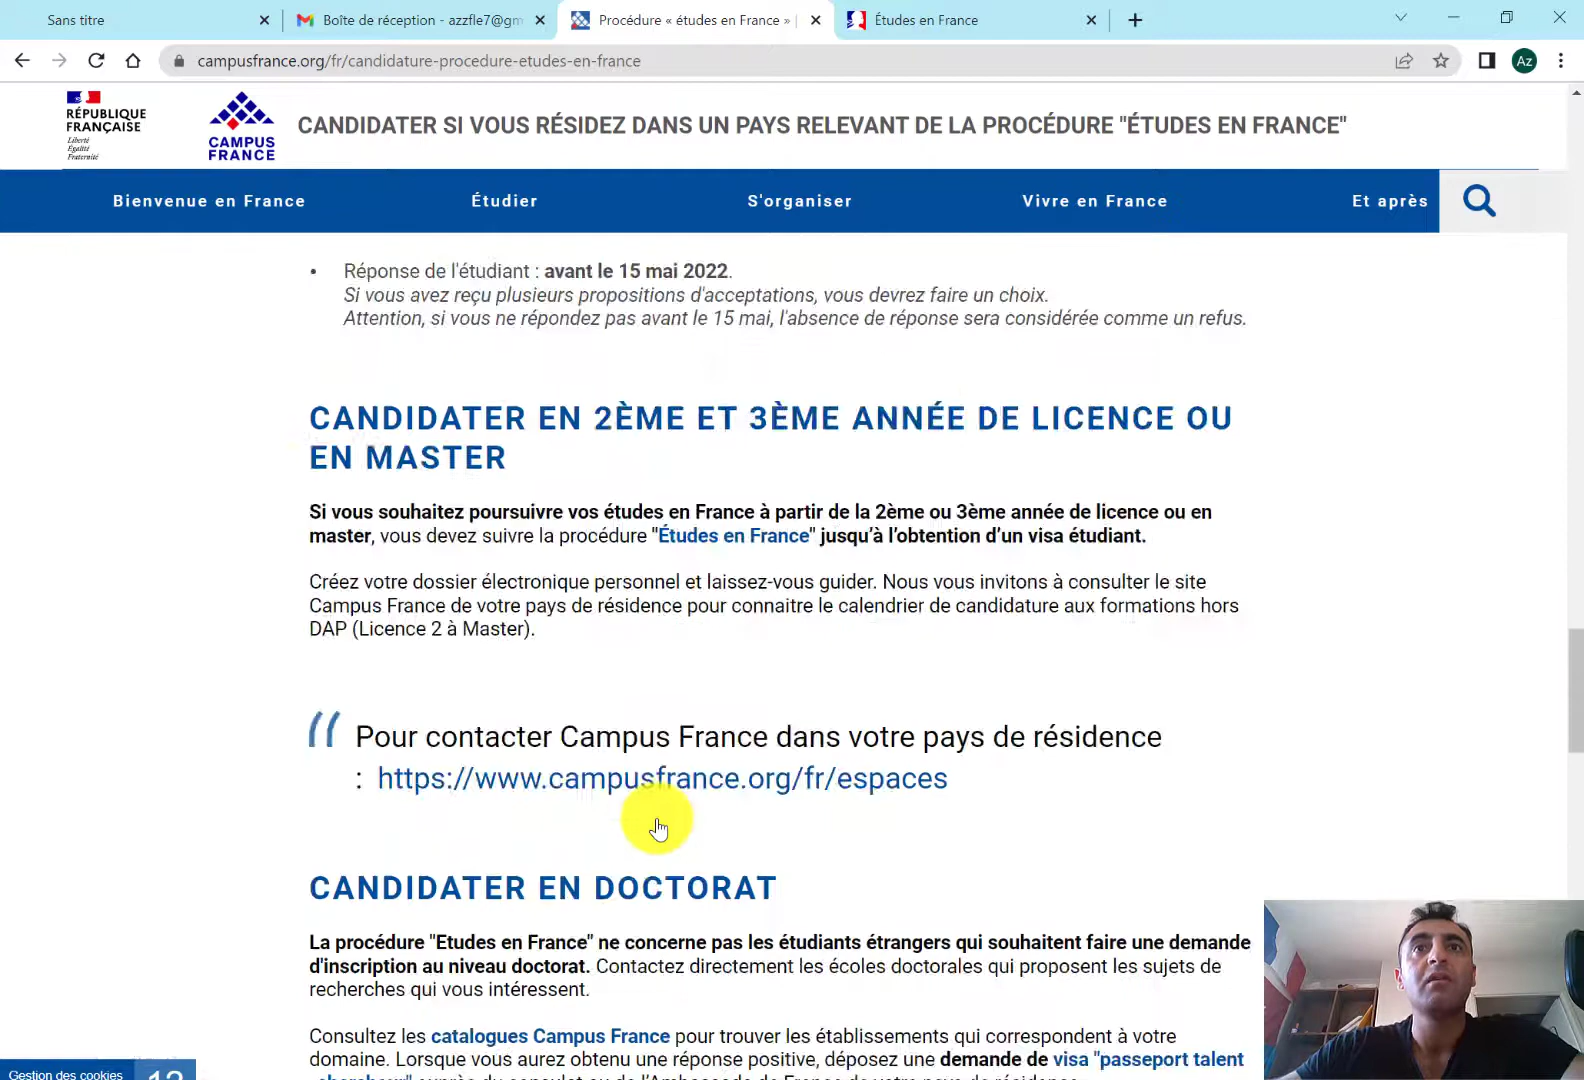 Sans titre
Boîte de réception - azzfle7@gm
Procédure « études en France » |
Études en France
campusfrance.org/fr/candidature-procedure-etudes-en-france
Az
RÉPUBLIQUE
FRANÇAISE
Liberté
Égalité
Fraternité
CAMPUS
FRANCE
CANDIDATER SI VOUS RÉSIDEZ DANS UN PAYS RELEVANT DE LA PROCÉDURE "ÉTUDES EN FRANCE"
Bienvenue en France
Étudier
S'organiser
Vivre en France
Et après
• Réponse de l'étudiant : avant le 15 mai 2022.
Si vous avez reçu plusieurs propositions d'acceptations, vous devrez faire un choix.
Attention, si vous ne répondez pas avant le 15 mai, l'absence de réponse sera considérée comme un refus.
CANDIDATER EN 2ÈME ET 3ÈME ANNÉE DE LICENCE OU
EN MASTER
Si vous souhaitez poursuivre vos études en France à partir de la 2ème ou 3ème année de licence ou en
master, vous devez suivre la procédure "Études en France" jusqu'à l'obtention d'un visa étudiant.
Créez votre dossier électronique personnel et laissez-vous guider. Nous vous invitons à consulter le site
Campus France de votre pays de résidence pour connaitre le calendrier de candidature aux formations hors
DAP (Licence 2 à Master).
Pour contacter Campus France dans votre pays de résidence
: https://www.campusfrance.org/fr/espaces
CANDIDATER EN DOCTORAT
La procédure "Etudes en France" ne concerne pas les étudiants étrangers qui souhaitent faire une demande
d'inscription au niveau doctorat. Contactez directement les écoles doctorales qui proposent les sujets de
recherches qui vous intéressent.
Consultez les catalogues Campus France pour trouver les établissements qui correspondent à votre
domaine. Lorsque vous aurez obtenu une réponse positive, déposez une demande de visa "passeport talent
Gestion des cookies